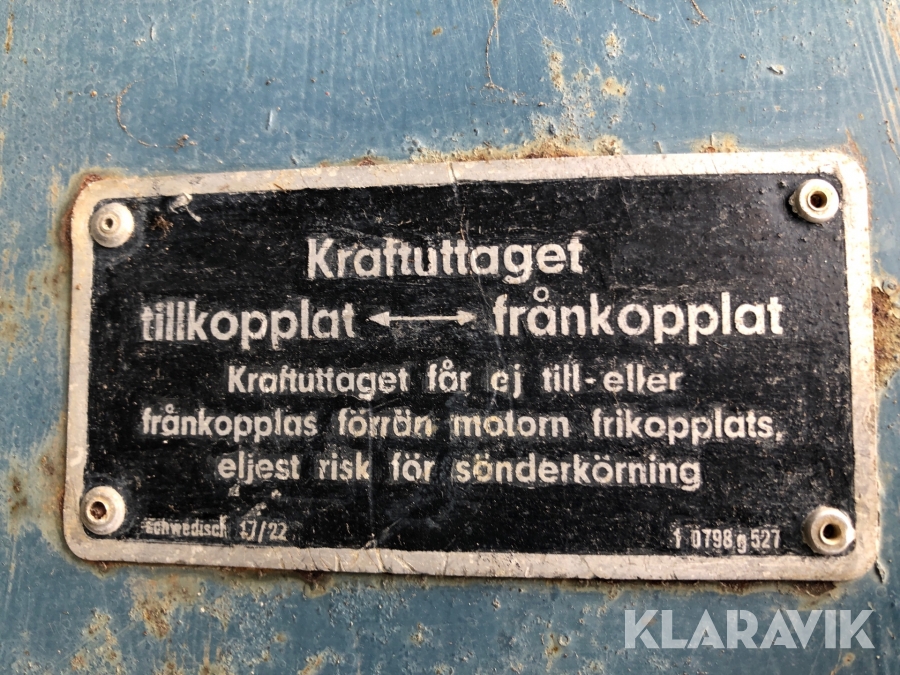 Kraftuttaget
tillkopplat ⟷ frånkopplat
Kraftuttaget får ej till-eller
frånkopplas förrän motorn frikopplats,
eljest risk för sönderkörning
schwedisch 17/22 1 0798 g 527
KLARAVIK